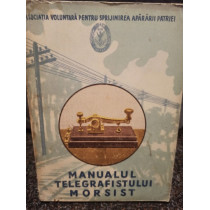 ASOCIAȚIA VOLUNTARĂ PENTRU SPRIJINIREA APĂRĂRII PATRIEI
MANUALUL
TELEGRAFISTULUI
MORSIST